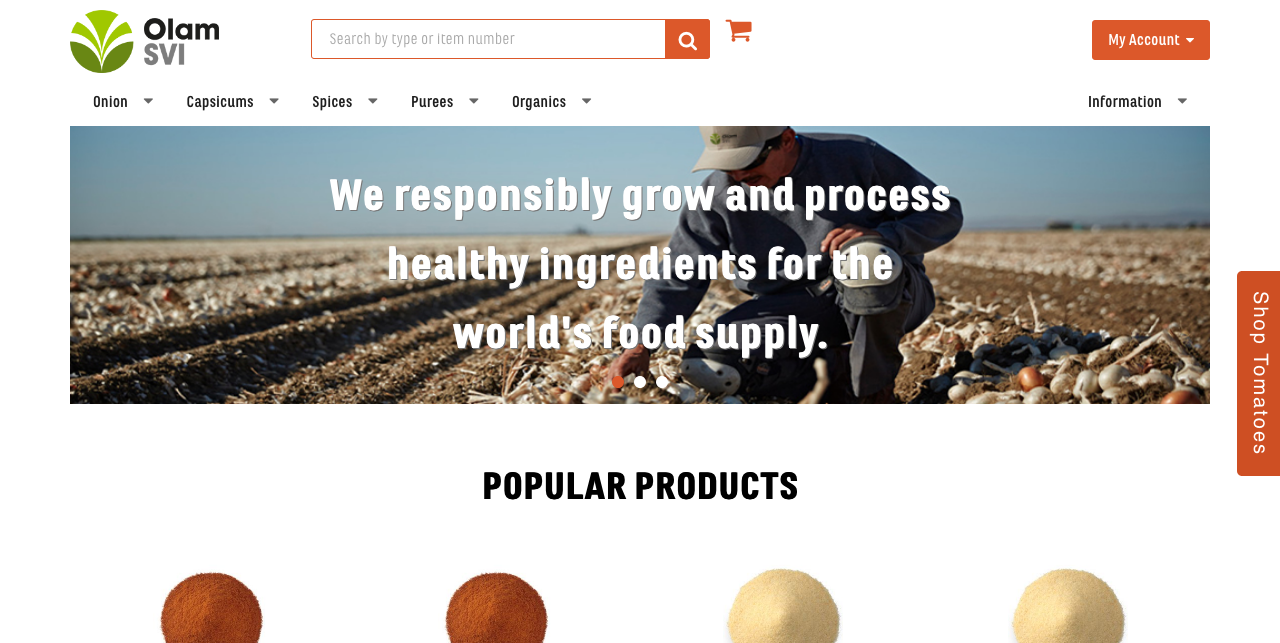 Olam
SVI
Search by type or item number
My Account
Onion
Capsicums
Spices
Purees
Organics
Information
We responsibly grow and process
healthy ingredients for the
world's food supply.
Shop Tomatoes
POPULAR PRODUCTS